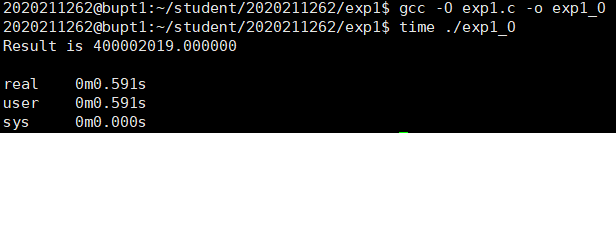 2020211262@bupt1:~/student/2020211262/exp1$ gcc -O exp1.c -o exp1_O
2020211262@bupt1:~/student/2020211262/exp1$ time ./exp1_O
Result is 400002019.000000
real 0m0.591s
user 0m0.591s
sys 0m0.000s